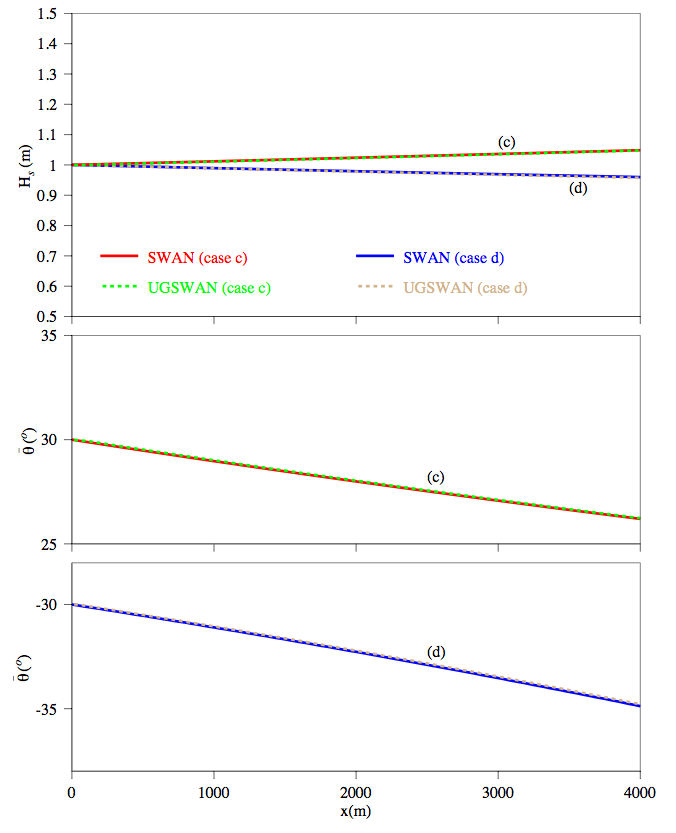 1.5
1.4
1.3
1.2
1.1
1
0.9
0.8
0.7
0.6
0.5
Hs (m)
(c)
(d)
SWAN (case c)
SWAN (case d)
UGSWAN (case c)
UGSWAN (case d)
35
30
25
θ̄ (°)
(c)
-30
-35
θ̄ (°)
(d)
0
1000
2000
3000
4000
x(m)